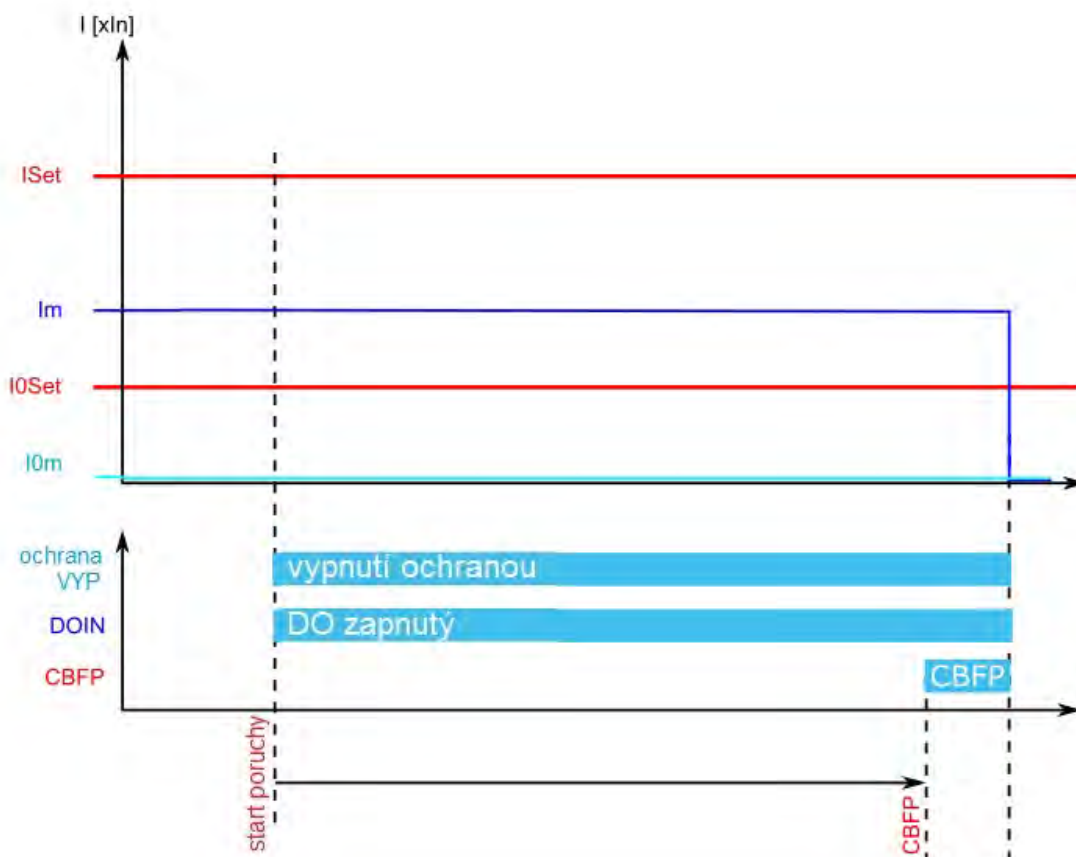 I [xIn]
ISet
Im
I0Set
I0m
ochrana
VYP
vypnutí ochranou
DOIN
DO zapnutý
CBFP
CBFP
start poruchy
CBFP